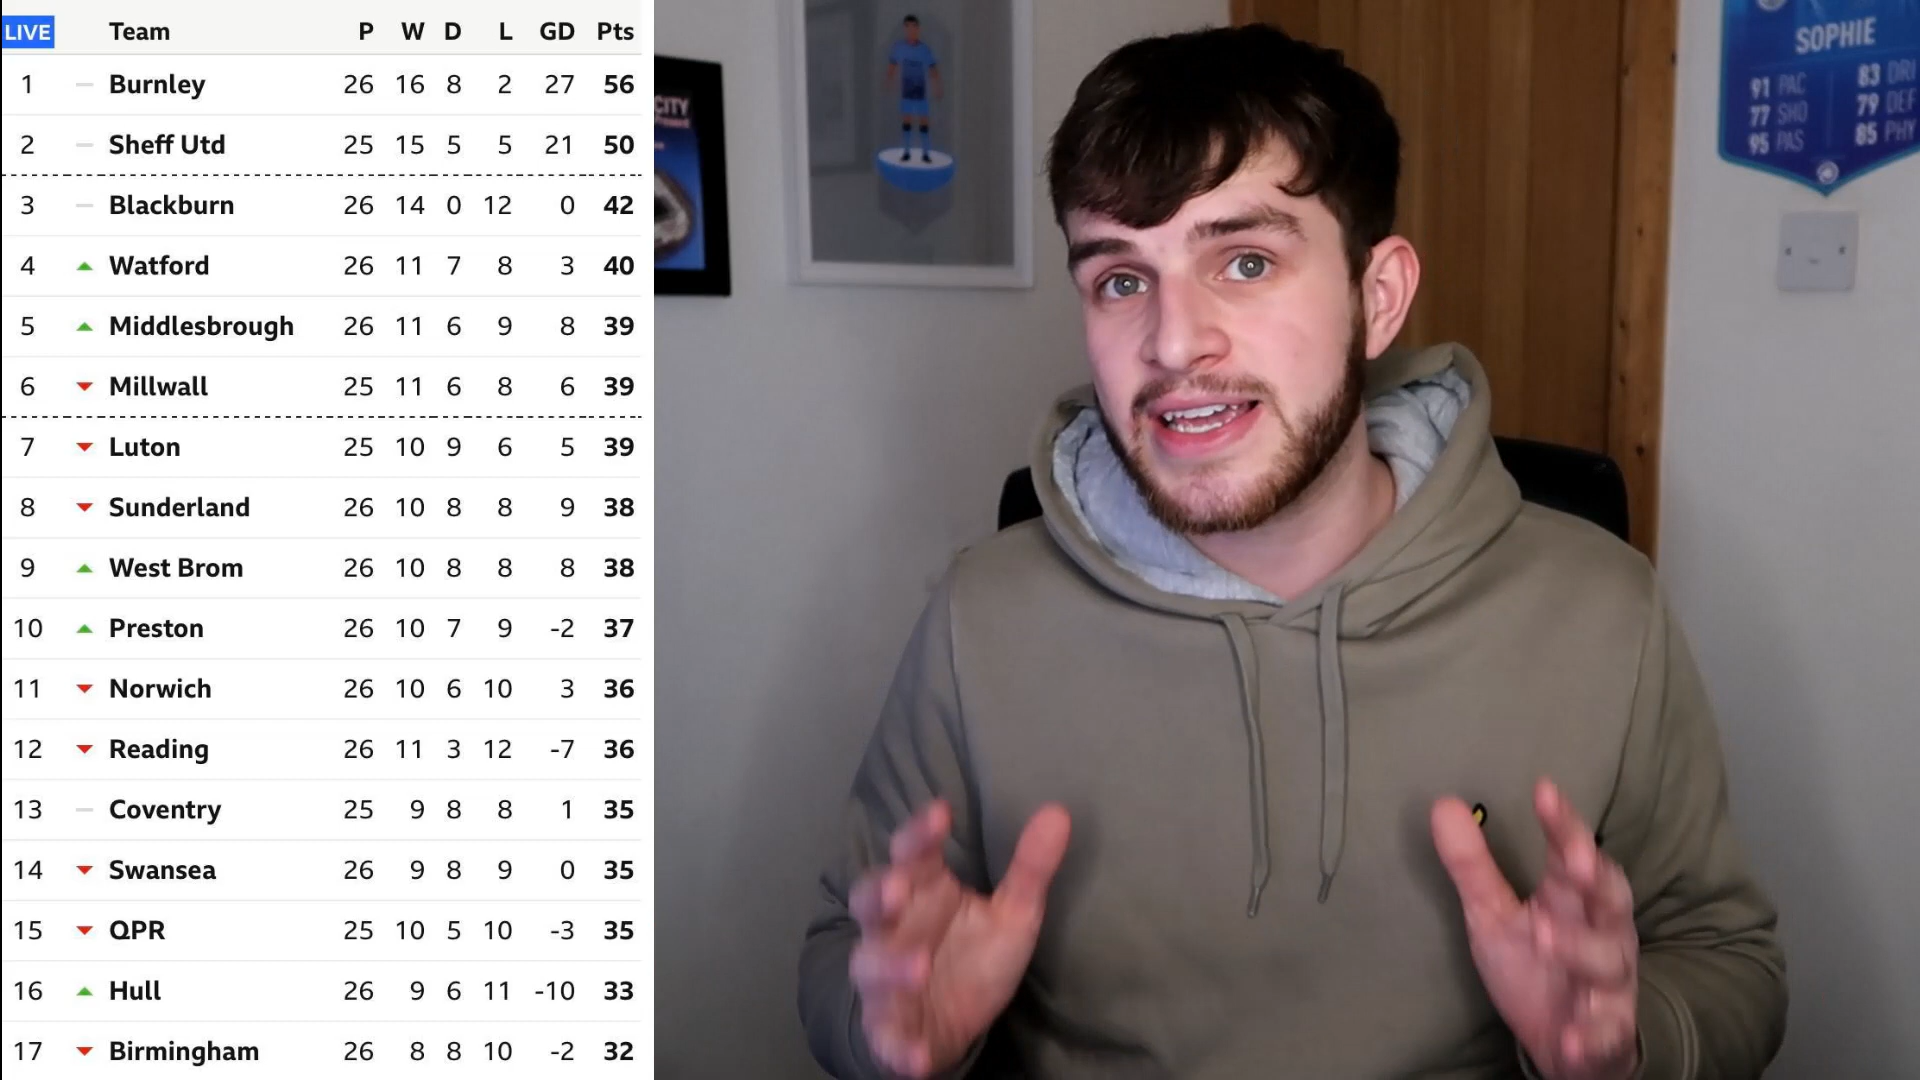 LIVE Team P W D L GD Pts
1 Burnley 26 16 8 2 27 56
2 Sheff Utd 25 15 5 5 21 50
3 Blackburn 26 14 0 12 0 42
4 Watford 26 11 7 8 3 40
5 Middlesbrough 26 11 6 9 8 39
6 Millwall 25 11 6 8 6 39
7 Luton 25 10 9 6 5 39
8 Sunderland 26 10 8 8 9 38
9 West Brom 26 10 8 8 8 38
10 Preston 26 10 7 9 -2 37
11 Norwich 26 10 6 10 3 36
12 Reading 26 11 3 12 -7 36
13 Coventry 25 9 8 8 1 35
14 Swansea 26 9 8 9 0 35
15 QPR 25 10 5 10 -3 35
16 Hull 26 9 6 11 -10 33
17 Birmingham 26 8 8 10 -2 32
CITY
SOPHIE
91 PAC 83 DRI
77 SHO 79 DEF
95 PAS 85 PHY